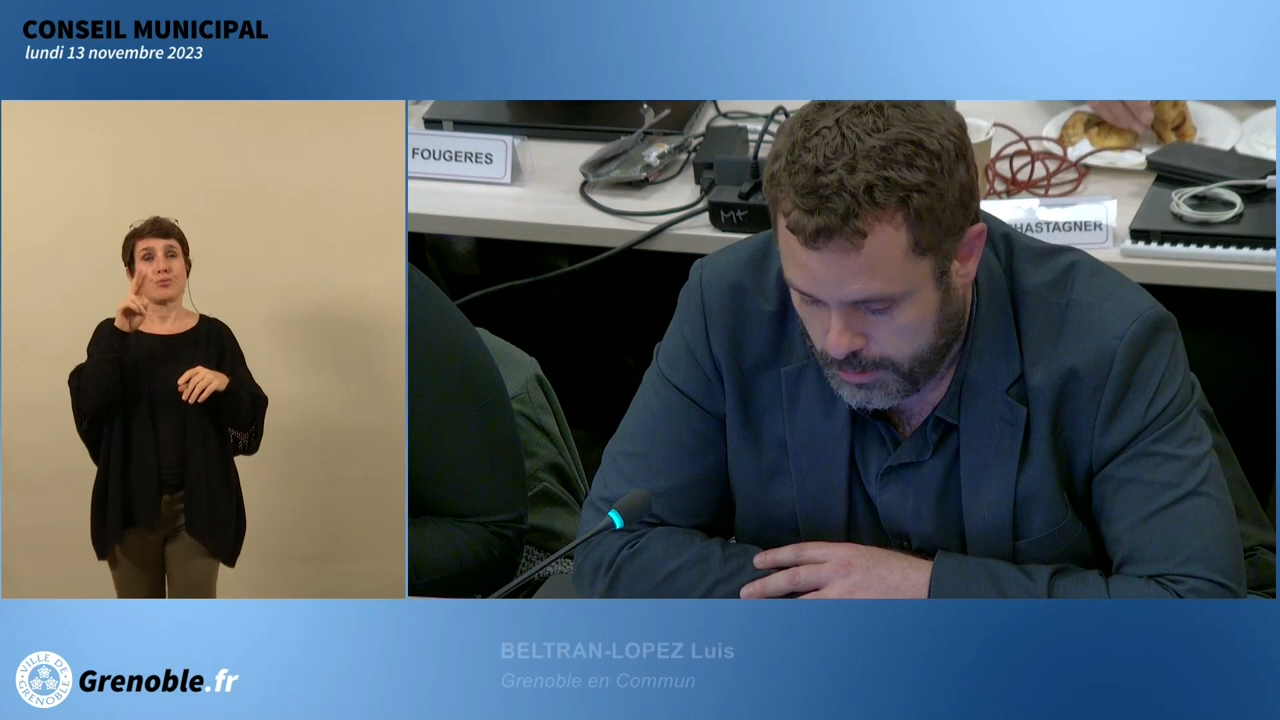 CONSEIL MUNICIPAL
lundi 13 novembre 2023
FOUGERES
M+
HASTAGNER
BELTRAN-LOPEZ Luis
Grenoble en Commun
VILLE DE GRENOBLE
Grenoble.fr